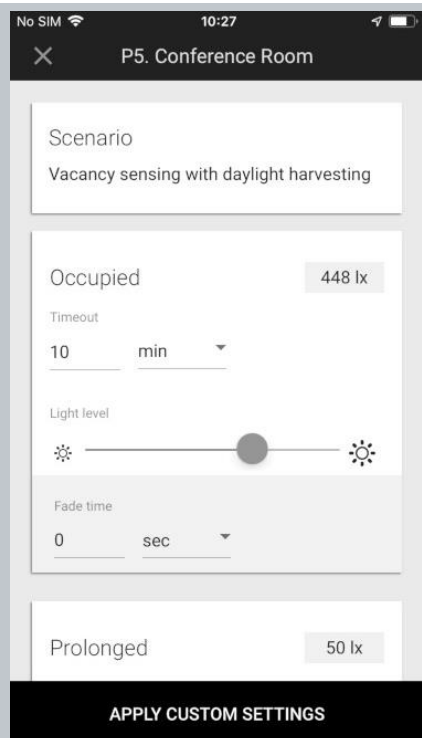 No SIM 10:27
P5. Conference Room
Scenario
Vacancy sensing with daylight harvesting
Occupied 448 lx
Timeout
10 min
Light level
Fade time
0 sec
Prolonged 50 lx
APPLY CUSTOM SETTINGS